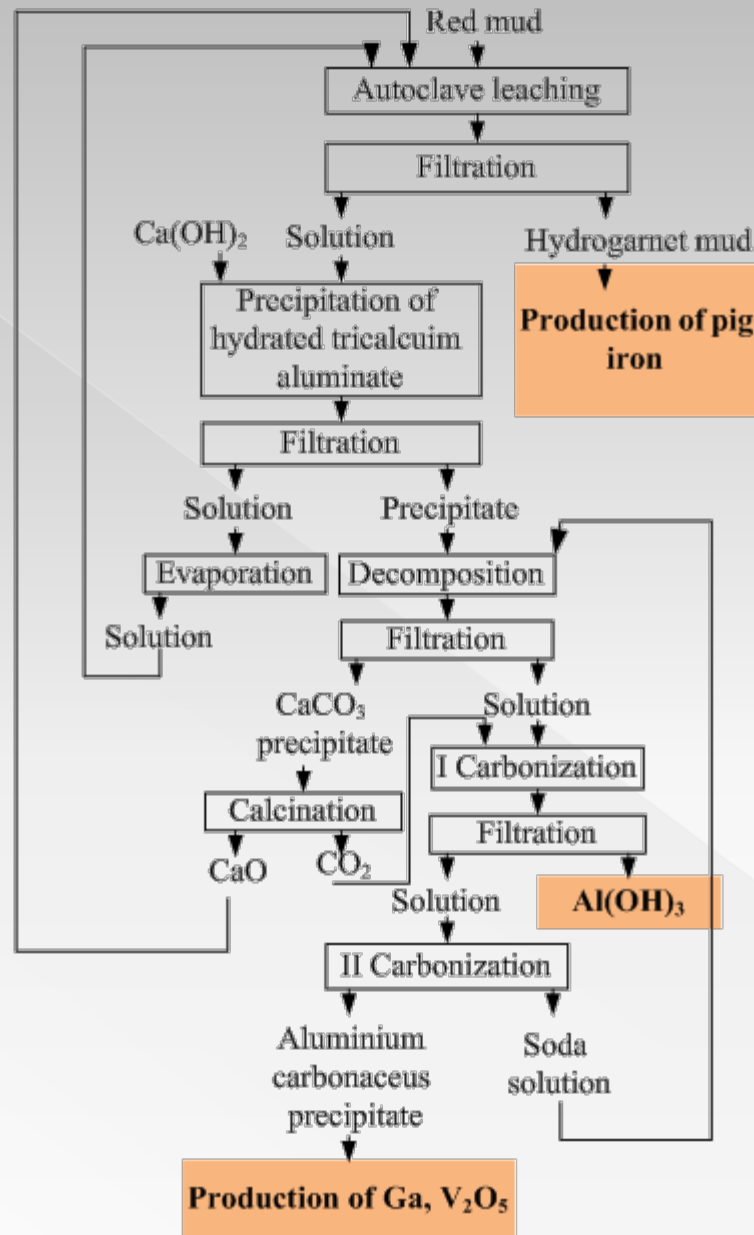 Red mud
Autoclave leaching
Filtration
Ca(OH)₂
Solution
Hydrogarnet mud
Precipitation of
hydrated tricalcuim
aluminate
Production of pig
iron
Filtration
Solution
Precipitate
Evaporation
Decomposition
Solution
Filtration
CaCO₃
precipitate
Solution
I Carbonization
Calcination
Filtration
CaO
CO₂
Solution
Al(OH)₃
II Carbonization
Aluminium
carbonaceus
precipitate
Soda
solution
Production of Ga, V₂O₅